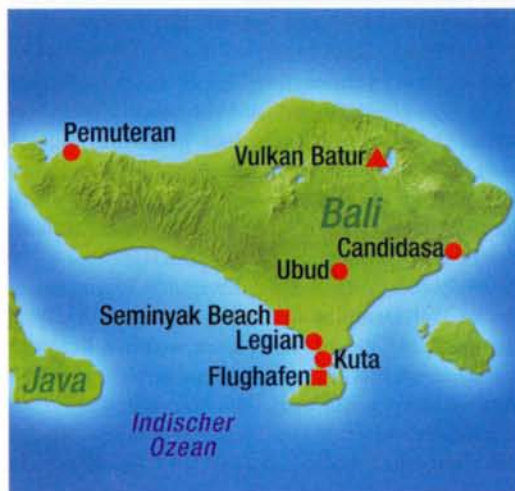 Pemuteran
Vulkan Batur
Bali
Candidasa
Ubud
Seminyak Beach
Legian
Kuta
Java
Flughafen
Indischer
Ozean